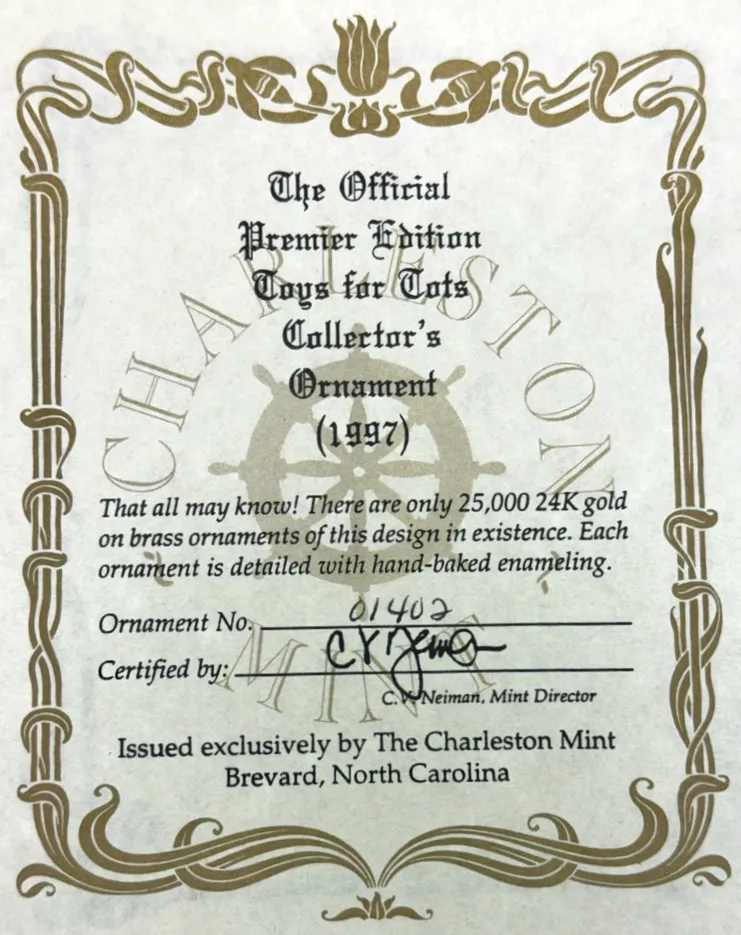 The Official
Premier Edition
Toys for Tots
Collector's
Ornament
(1997)
CHARLESTON
That all may know! There are only 25,000 24K gold
on brass ornaments of this design in existence. Each
ornament is detailed with hand-baked enameling.
Ornament No. 01402
MINT
Certified by:
C.Y. Neiman, Mint Director
Issued exclusively by The Charleston Mint
Brevard, North Carolina